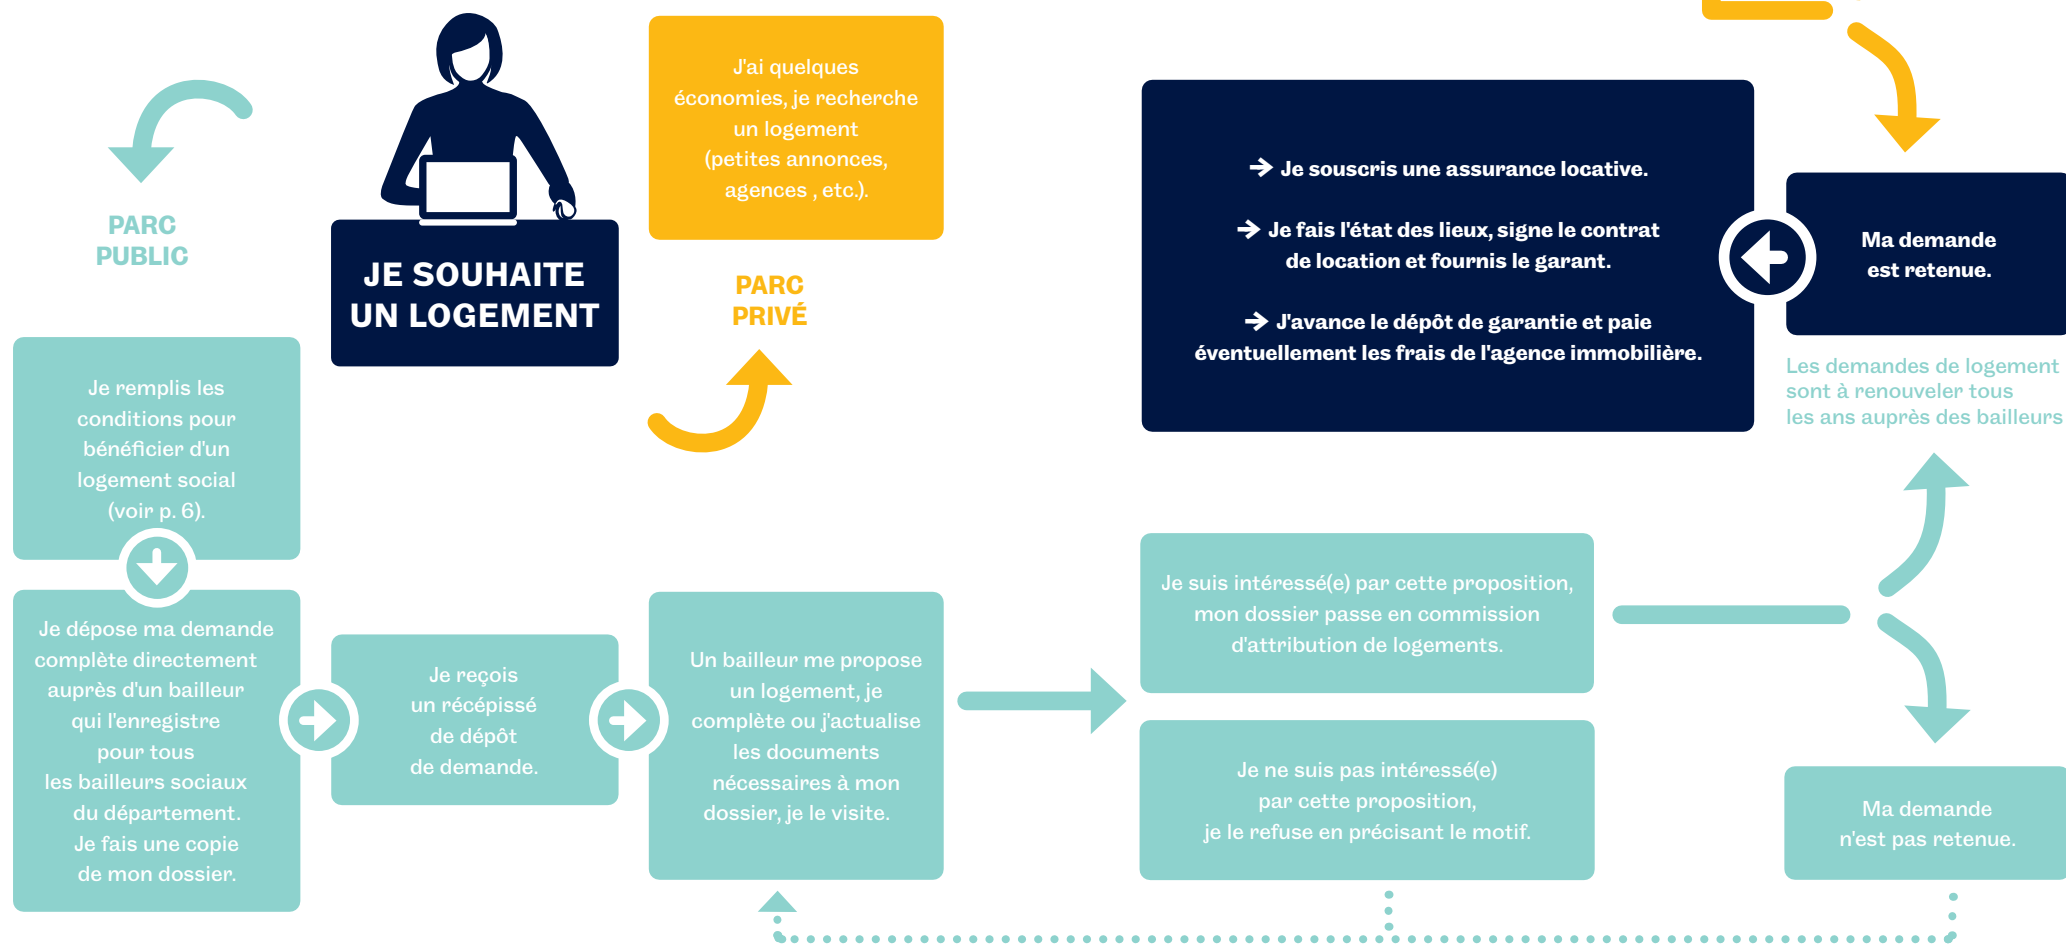 JE SOUHAITE
UN LOGEMENT
PARC
PUBLIC
Je remplis les
conditions pour
bénéficier d'un
logement social
(voir p. 6).
Je dépose ma demande
complète directement
auprès d'un bailleur
qui l'enregistre
pour tous
les bailleurs sociaux
du département.
Je fais une copie
de mon dossier.
Je reçois
un récépissé
de dépôt
de demande.
Un bailleur me propose
un logement, je
complète ou j'actualise
les documents
nécessaires à mon
dossier, je le visite.
Je suis intéressé(e) par cette proposition,
mon dossier passe en commission
d'attribution de logements.
Je ne suis pas intéressé(e)
par cette proposition,
je le refuse en précisant le motif.
Ma demande
n'est pas retenue.
PARC
PRIVÉ
J'ai quelques
économies, je recherche
un logement
(petites annonces,
agences , etc.).
Ma demande
est retenue.
Les demandes de logement
sont à renouveler tous
les ans auprès des bailleurs
→ Je souscris une assurance locative.
→ Je fais l'état des lieux, signe le contrat
de location et fournis le garant.
→ J'avance le dépôt de garantie et paie
éventuellement les frais de l'agence immobilière.